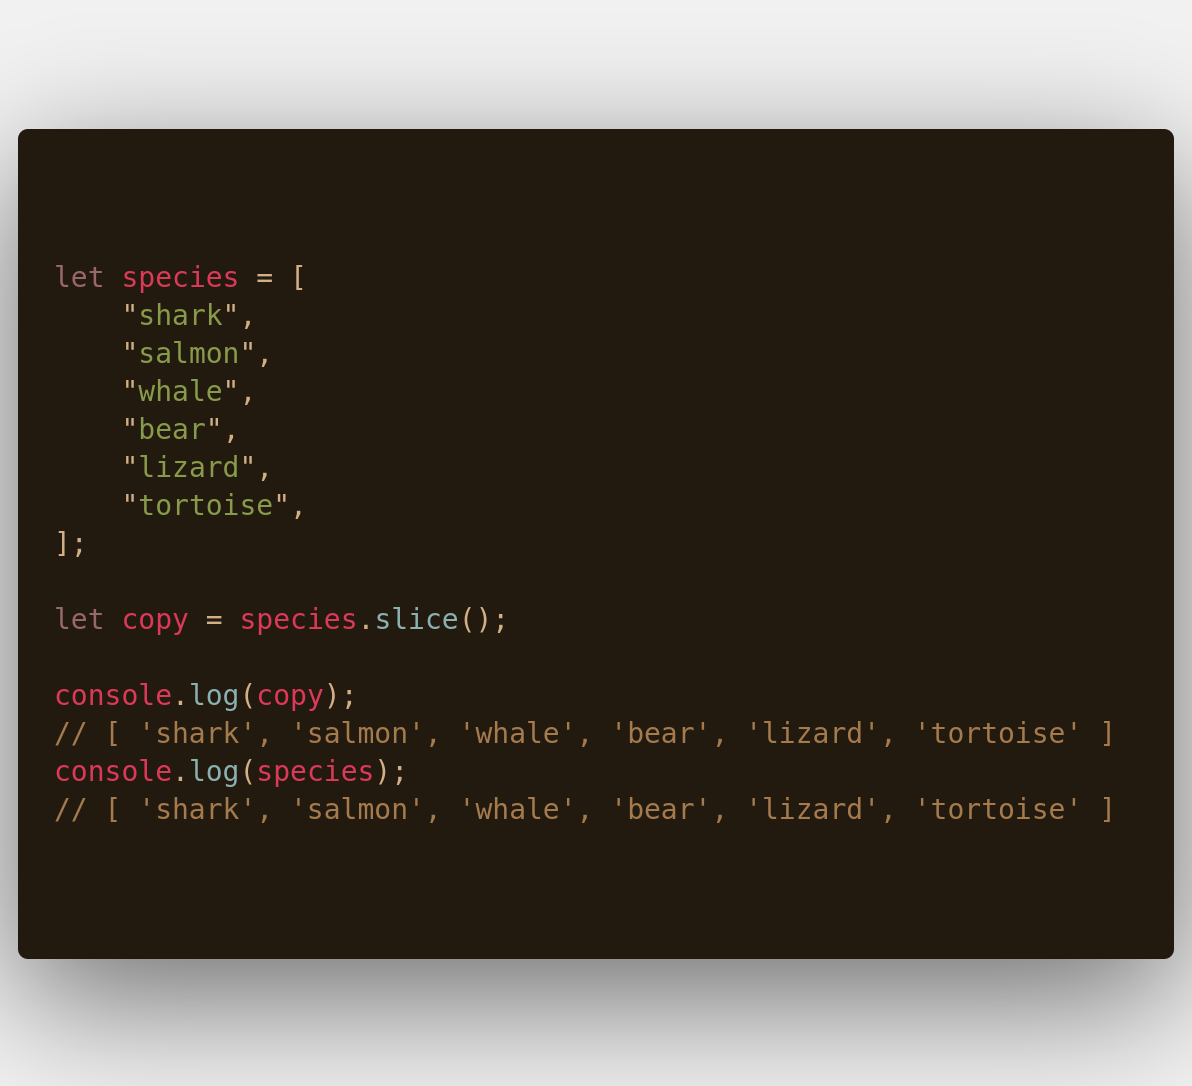 let species = [
    "shark",
    "salmon",
    "whale",
    "bear",
    "lizard",
    "tortoise",
];

let copy = species.slice();

console.log(copy);
// [ 'shark', 'salmon', 'whale', 'bear', 'lizard', 'tortoise' ]
console.log(species);
// [ 'shark', 'salmon', 'whale', 'bear', 'lizard', 'tortoise' ]